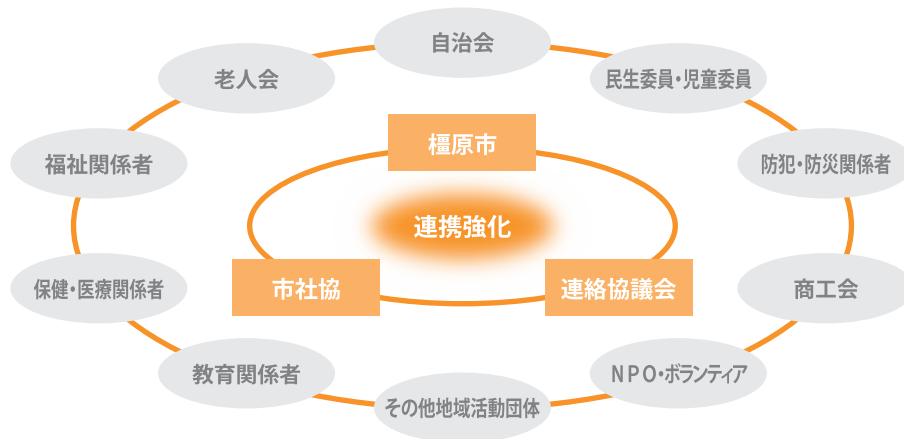 自治会
老人会
民生委員・児童委員
橿原市
福祉関係者
防犯・防災関係者
連携強化
市社協
連絡協議会
保健・医療関係者
商工会
教育関係者
NPO・ボランティア
その他地域活動団体